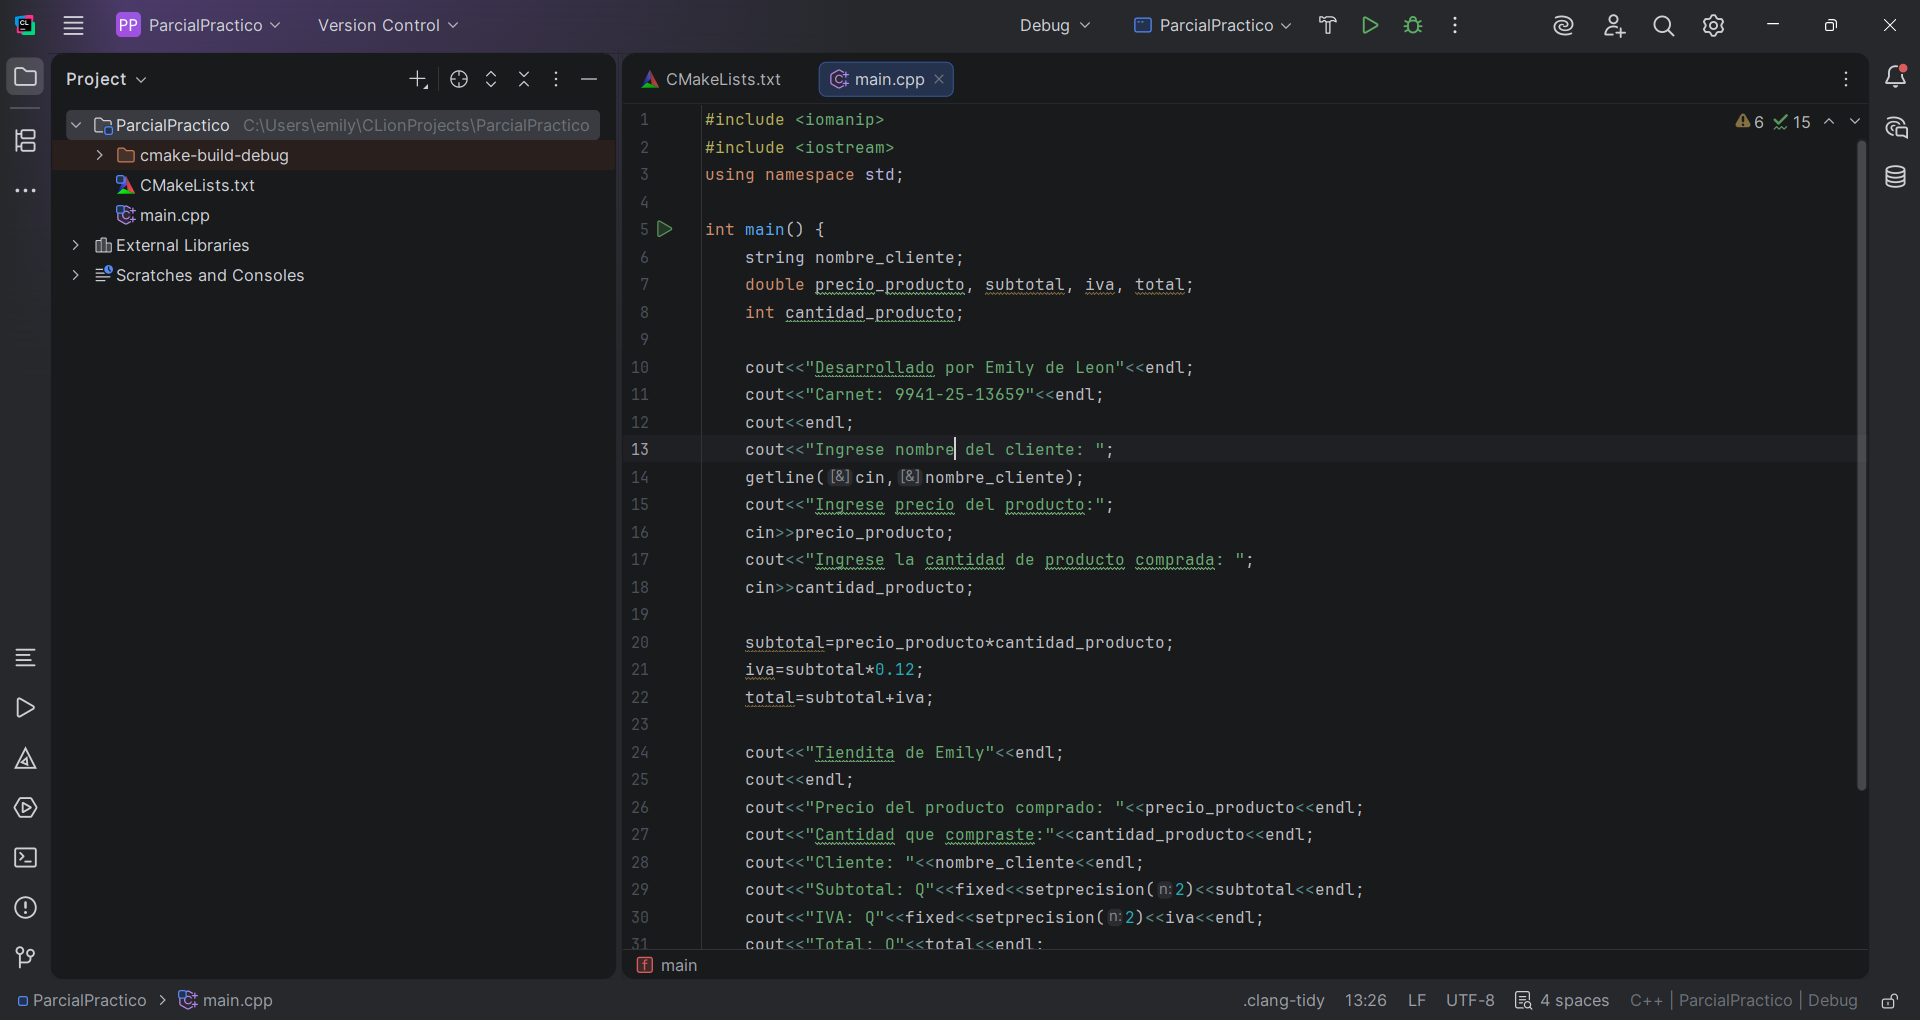 PP ParcialPractico Version Control Debug ParcialPractico
Project
CMakeLists.txt main.cpp
ParcialPractico C:\Users\emily\CLionProjects\ParcialPractico
cmake-build-debug
CMakeLists.txt
main.cpp
External Libraries
Scratches and Consoles
6 15
1 #include <iomanip>
2 #include <iostream>
3 using namespace std;
4
5 int main() {
6 string nombre_cliente;
7 double precio_producto, subtotal, iva, total;
8 int cantidad_producto;
9
10 cout<<"Desarrollado por Emily de Leon"<<endl;
11 cout<<"Carnet: 9941-25-13659"<<endl;
12 cout<<endl;
13 cout<<"Ingrese nombre del cliente: ";
14 getline([&]cin,[&]nombre_cliente);
15 cout<<"Ingrese precio del producto:";
16 cin>>precio_producto;
17 cout<<"Ingrese la cantidad de producto comprada: ";
18 cin>>cantidad_producto;
19
20 subtotal=precio_producto*cantidad_producto;
21 iva=subtotal*0.12;
22 total=subtotal+iva;
23
24 cout<<"Tiendita de Emily"<<endl;
25 cout<<endl;
26 cout<<"Precio del producto comprado: "<<precio_producto<<endl;
27 cout<<"Cantidad que compraste:"<<cantidad_producto<<endl;
28 cout<<"Cliente: "<<nombre_cliente<<endl;
29 cout<<"Subtotal: Q"<<fixed<<setprecision(n:2)<<subtotal<<endl;
30 cout<<"IVA: Q"<<fixed<<setprecision(n:2)<<iva<<endl;
31 cout<<"Total: Q"<<total<<endl;
f main
ParcialPractico > main.cpp .clang-tidy 13:26 LF UTF-8 4 spaces C++ | ParcialPractico | Debug